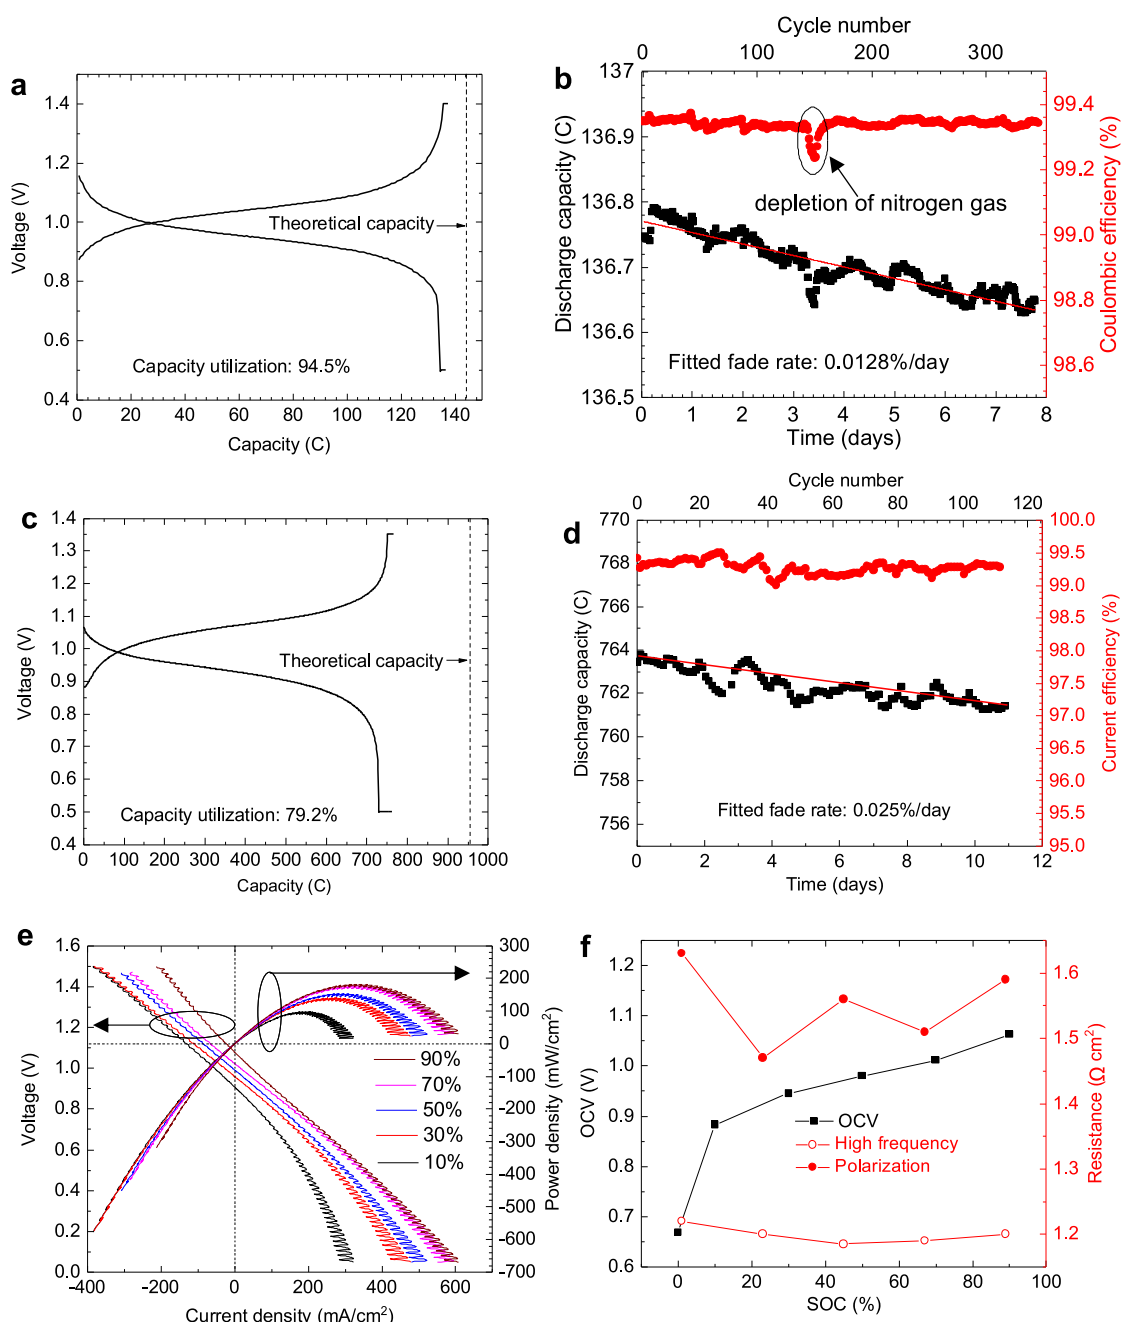 a
1.4
1.2
1.0
0.8
0.6
0.4
Voltage (V)
Theoretical capacity
Capacity utilization: 94.5%
0 20 40 60 80 100 120 140
Capacity (C)
b
Cycle number
0 100 200 300
137
136.9
136.8
136.7
136.6
136.5
Discharge capacity (C)
depletion of nitrogen gas
Fitted fade rate: 0.0128%/day
99.4
99.2
99.0
98.8
98.6
Coulombic efficiency (%)
0 1 2 3 4 5 6 7 8
Time (days)
c
1.4
1.3
1.2
1.1
1.0
0.9
0.8
0.7
0.6
0.5
0.4
Voltage (V)
Theoretical capacity
Capacity utilization: 79.2%
0 100 200 300 400 500 600 700 800 900 1000
Capacity (C)
d
Cycle number
0 20 40 60 80 100 120
770
768
766
764
762
760
758
756
Discharge capacity (C)
Fitted fade rate: 0.025%/day
100.0
99.5
99.0
98.5
98.0
97.5
97.0
96.5
96.0
95.5
95.0
Current efficiency (%)
0 2 4 6 8 10 12
Time (days)
e
1.6
1.4
1.2
1.0
0.8
0.6
0.4
0.2
0.0
Voltage (V)
90%
70%
50%
30%
10%
300
200
100
0
-100
-200
-300
-400
-500
-600
-700
Power density (mW/cm²)
-400 -200 0 200 400 600
Current density (mA/cm²)
f
1.2
1.1
1.0
0.9
0.8
0.7
0.6
OCV (V)
OCV
High frequency
Polarization
1.6
1.5
1.4
1.3
1.2
Resistance (Ω cm²)
0 20 40 60 80 100
SOC (%)